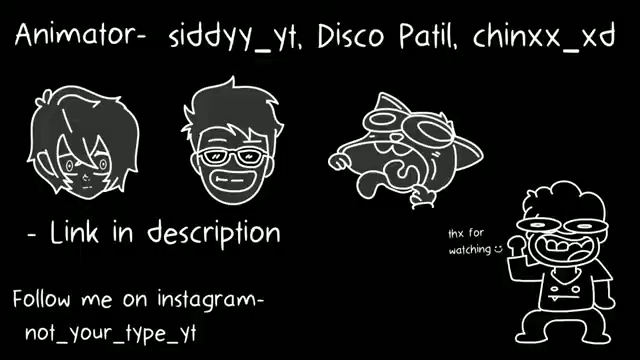 Animator- siddyy_yt, Disco Patil, chinxx_xd
- Link in description
thx for
watching :)
Follow me on instagram-
not_your_type_yt